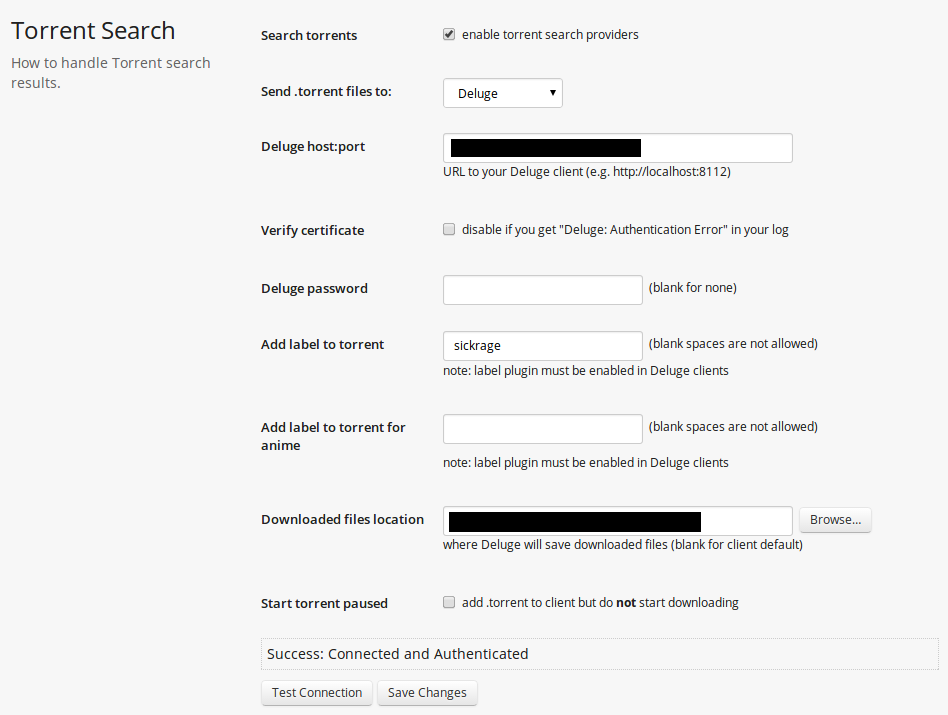 Torrent Search
How to handle Torrent search
results.
Search torrents
enable torrent search providers
Send .torrent files to:
Deluge
Deluge host:port
URL to your Deluge client (e.g. http://localhost:8112)
Verify certificate
disable if you get "Deluge: Authentication Error" in your log
Deluge password
(blank for none)
Add label to torrent
sickrage
(blank spaces are not allowed)
note: label plugin must be enabled in Deluge clients
Add label to torrent for
anime
(blank spaces are not allowed)
note: label plugin must be enabled in Deluge clients
Downloaded files location
Browse...
where Deluge will save downloaded files (blank for client default)
Start torrent paused
add .torrent to client but do not start downloading
Success: Connected and Authenticated
Test Connection
Save Changes